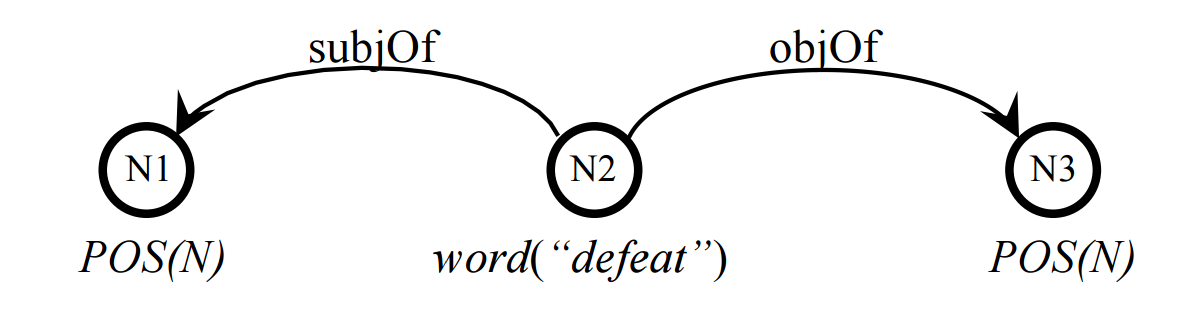 subjOf objOf
N1 N2 N3
POS(N) word(“defeat”) POS(N)